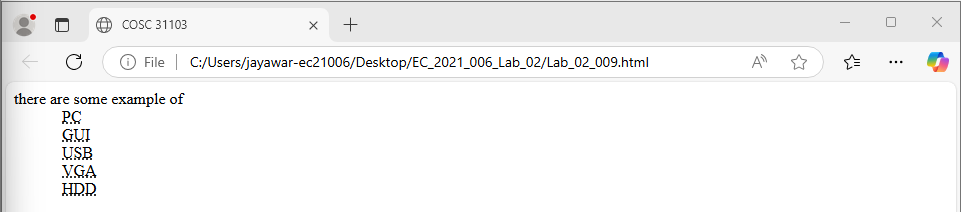 COSC 31103
File
C:/Users/jayawar-ec21006/Desktop/EC_2021_006_Lab_02/Lab_02_009.html
there are some example of
PC
GUI
USB
VGA
HDD